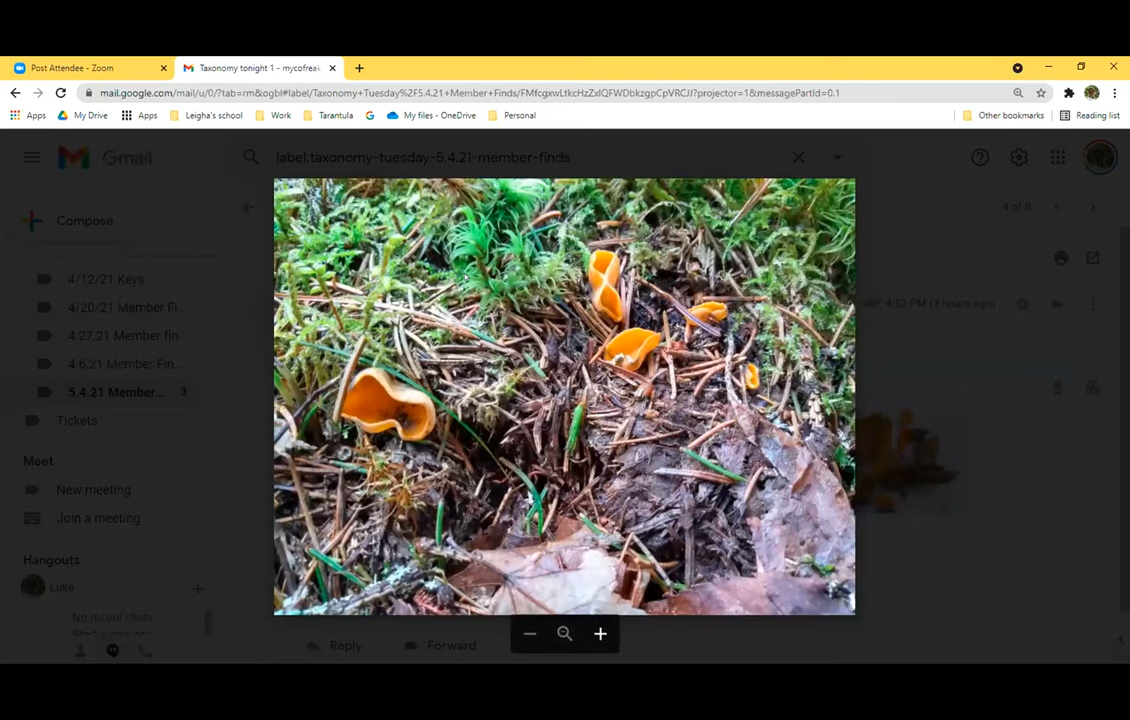 Post Attendee - Zoom
Taxonomy tonight 1 - mycofreak
mail.google.com/mail/u/0/?tab=rm&ogbl#label/Taxonomy+Tuesday%2F5.4.21+Member+Finds/FMfcgxwLtkcHzZxlQFWDbkzgpCpVRCJJ?projector=1&messagePartId=0.1
Apps My Drive Apps Leigha's school Work Tarantula My files - OneDrive Personal Other bookmarks Reading list
Gmail
label:taxonomy-tuesday-5.4.21-member-finds
Compose
4 of 8
4/12/21 Keys
4/20/21 Member Fi...
4:52 PM (3 hours ago)
4.27.21 Member fin...
4.6.21 Member Fin...
5.4.21 Member... 3
Tickets
Meet
New meeting
Join a meeting
Hangouts
Luke
No recent chats
Reply Forward